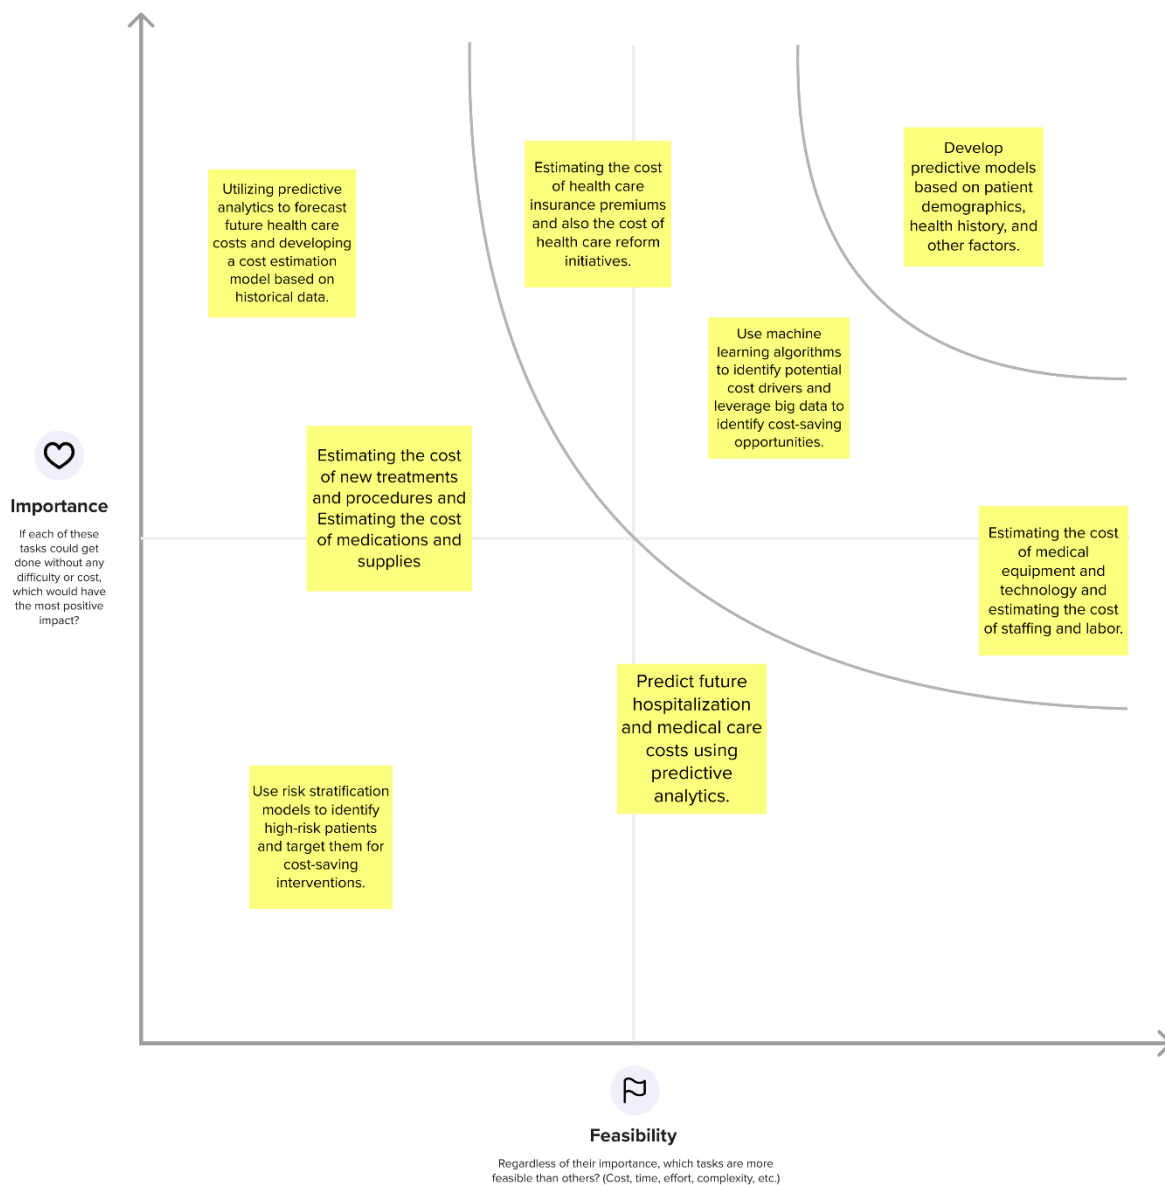 Utilizing predictive
analytics to forecast
future health care
costs and developing
a cost estimation
model based on
historical data.
Estimating the cost
of health care
insurance premiums
and also the cost of
health care reform
initiatives.
Develop
predictive models
based on patient
demographics,
health history, and
other factors.
Use machine
learning algorithms
to identify potential
cost drivers and
leverage big data to
identify cost-saving
opportunities.
Estimating the cost
of new treatments
and procedures and
Estimating the cost
of medications and
supplies
Importance
If each of these
tasks could get
done without any
difficulty or cost,
which would have
the most positive
impact?
Estimating the cost
of medical
equipment and
technology and
estimating the cost
of staffing and labor.
Predict future
hospitalization
and medical care
costs using
predictive
analytics.
Use risk stratification
models to identify
high-risk patients
and target them for
cost-saving
interventions.
Feasibility
Regardless of their importance, which tasks are more
feasible than others? (Cost, time, effort, complexity, etc.)